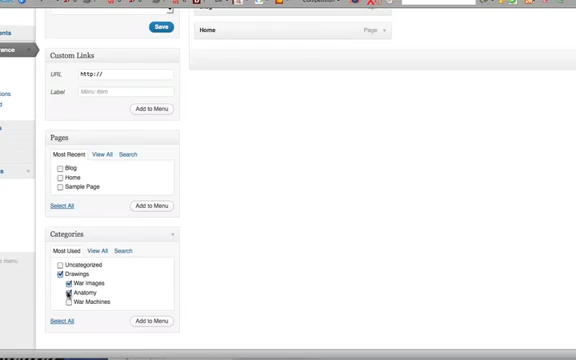 Save
Home Page
Custom Links
URL http://
Label Menu Item
Add to Menu
Pages
Most Recent View All Search
Blog
Home
Sample Page
Select All Add to Menu
Categories
Most Used View All Search
Uncategorized
Drawings
War Images
Anatomy
War Machines
Select All Add to Menu